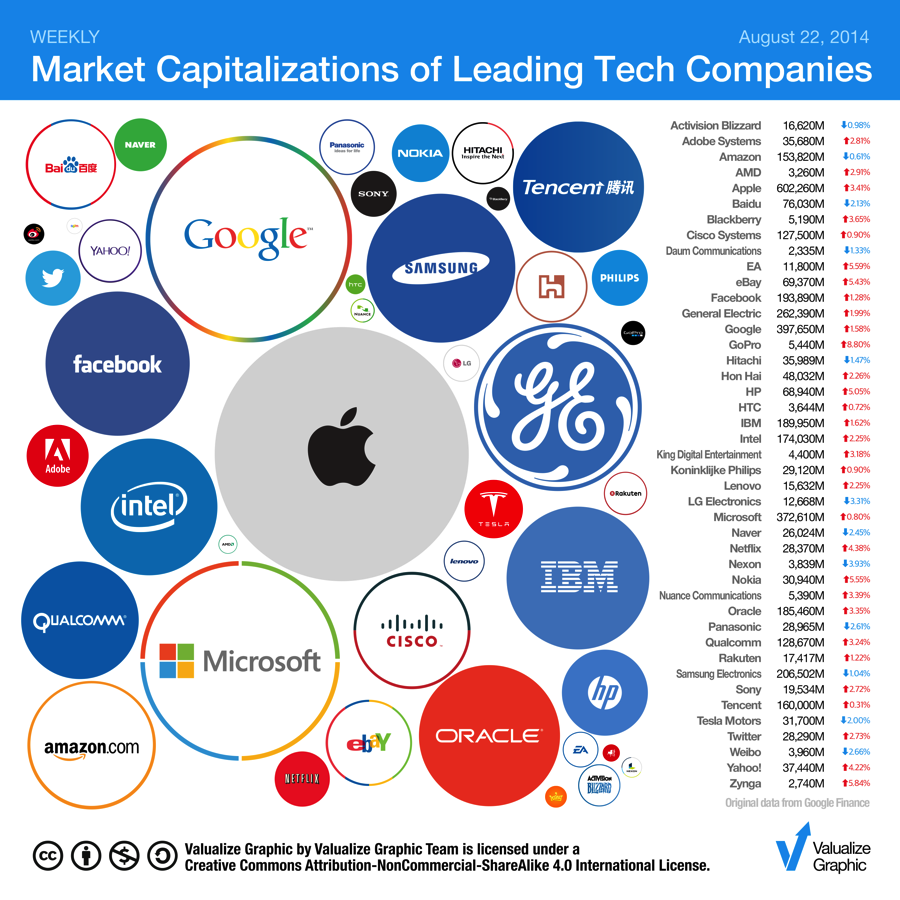 WEEKLY
August 22, 2014
Market Capitalizations of Leading Tech Companies
Baidu百度
NAVER
Google™
Panasonic
ideas for life
NOKIA
HITACHI
Inspire the Next
Tencent 腾讯
SONY
BlackBerry
YAHOO!
SAMSUNG
H
PHILIPS
hTC
NUANCE
GoPro
facebook
LG
GE
Adobe
intel
TESLA
Rakuten
AMD
lenovo
IBM
QUALCOMM
Microsoft
CISCO™
hp
amazon.com
ebay
ORACLE
NETFLIX
EA
ACTIVISION
BLIZZARD
Activision Blizzard 16,620M ⬇0.98%
Adobe Systems 35,680M ⬆2.81%
Amazon 153,820M ⬇0.61%
AMD 3,260M ⬆2.91%
Apple 602,260M ⬆3.41%
Baidu 76,030M ⬇2.13%
Blackberry 5,190M ⬆3.65%
Cisco Systems 127,500M ⬆0.90%
Daum Communications 2,335M ⬇1.33%
EA 11,800M ⬆5.59%
eBay 69,370M ⬆5.43%
Facebook 193,890M ⬆1.28%
General Electric 262,390M ⬆1.99%
Google 397,650M ⬆1.58%
GoPro 5,440M ⬆8.80%
Hitachi 35,989M ⬇1.47%
Hon Hai 48,032M ⬆2.26%
HP 68,940M ⬆5.05%
HTC 3,644M ⬆0.72%
IBM 189,950M ⬆1.62%
Intel 174,030M ⬆2.25%
King Digital Entertainment 4,400M ⬆3.18%
Koninklijke Philips 29,120M ⬆0.90%
Lenovo 15,632M ⬆2.25%
LG Electronics 12,668M ⬇3.31%
Microsoft 372,610M ⬆0.80%
Naver 26,024M ⬇2.45%
Netflix 28,370M ⬆4.38%
Nexon 3,839M ⬇3.93%
Nokia 30,940M ⬆5.55%
Nuance Communications 5,390M ⬆3.39%
Oracle 185,460M ⬆3.35%
Panasonic 28,965M ⬇2.61%
Qualcomm 128,670M ⬆3.24%
Rakuten 17,417M ⬆1.22%
Samsung Electronics 206,502M ⬇1.04%
Sony 19,534M ⬆2.72%
Tencent 160,000M ⬆0.31%
Tesla Motors 31,700M ⬇2.00%
Twitter 28,290M ⬆2.73%
Weibo 3,960M ⬇2.66%
Yahoo! 37,440M ⬆4.22%
Zynga 2,740M ⬆5.84%
Original data from Google Finance
cc
Valualize Graphic by Valualize Graphic Team is licensed under a
Creative Commons Attribution-NonCommercial-ShareAlike 4.0 International License.
Valualize
Graphic